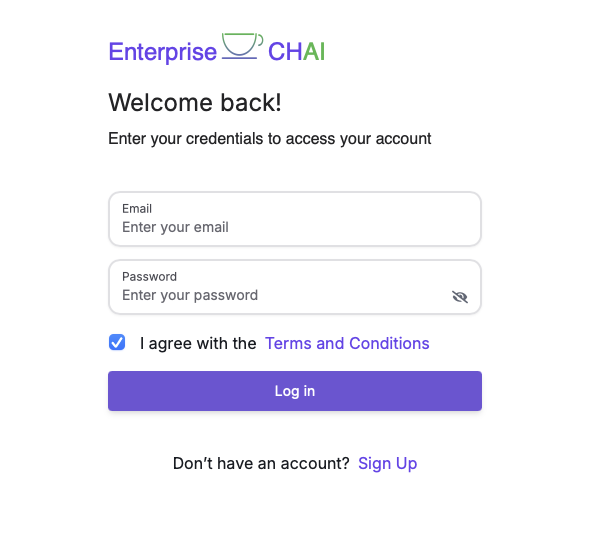 Enterprise CHAI
Welcome back!
Enter your credentials to access your account
Email
Enter your email
Password
Enter your password
I agree with the Terms and Conditions
Log in
Don’t have an account? Sign Up